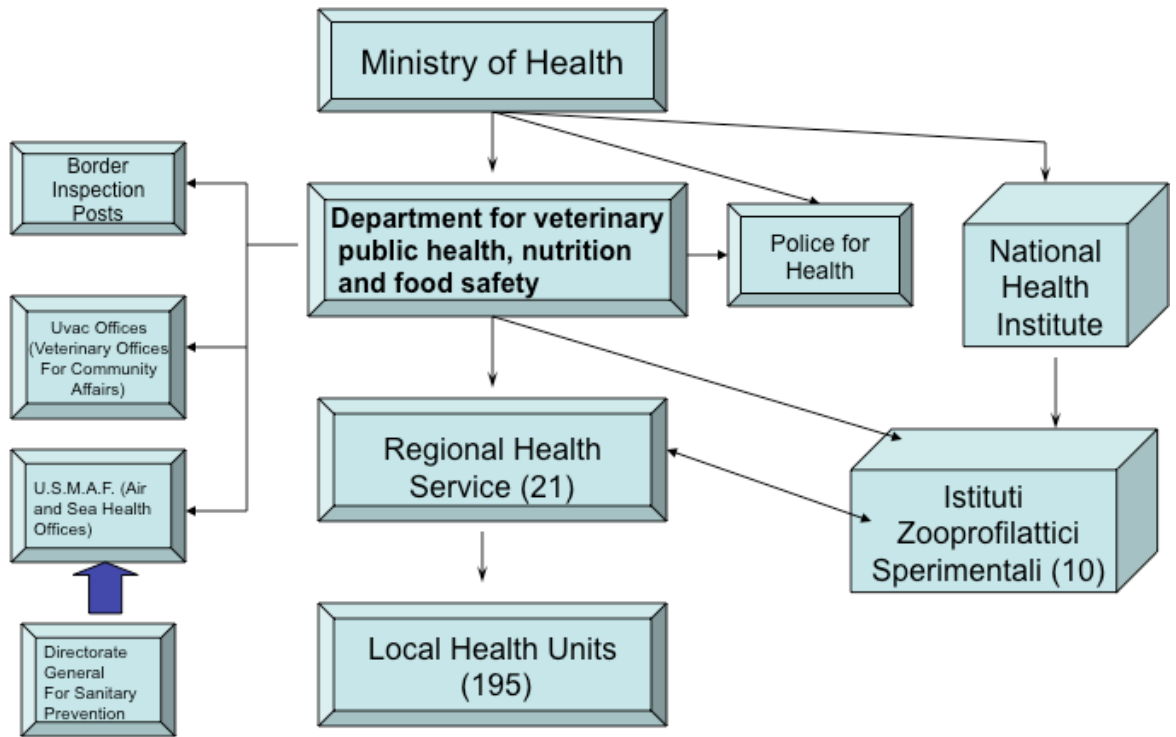 Ministry of Health
Border
Inspection
Posts
Department for veterinary
public health, nutrition
and food safety
Police for
Health
National
Health
Institute
Uvac Offices
(Veterinary Offices
For Community
Affairs)
Regional Health
Service (21)
Istituti
Zooprofilattici
Sperimentali (10)
U.S.M.A.F. (Air
and Sea Health
Offices)
Local Health Units
(195)
Directorate
General
For Sanitary
Prevention